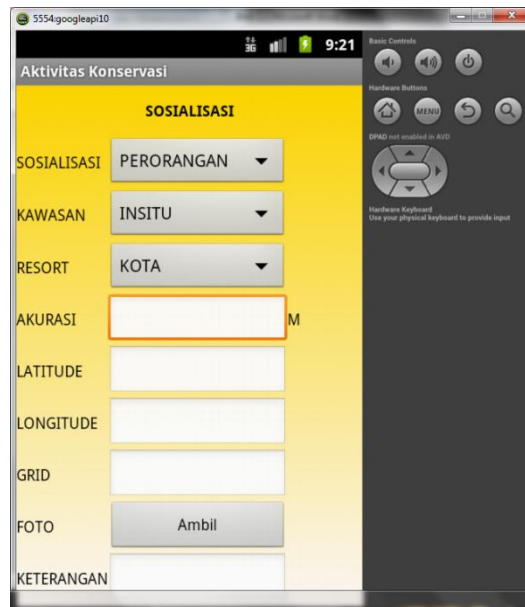 5554:googleapi10
3G 9:21
Aktivitas Konservasi
SOSIALISASI
SOSIALISASI PERORANGAN
KAWASAN INSITU
RESORT KOTA
AKURASI M
LATITUDE
LONGITUDE
GRID
FOTO Ambil
KETERANGAN
Basic Controls
Hardware Buttons
MENU
DPAD not enabled in AVD
Hardware Keyboard
Use your physical keyboard to provide input